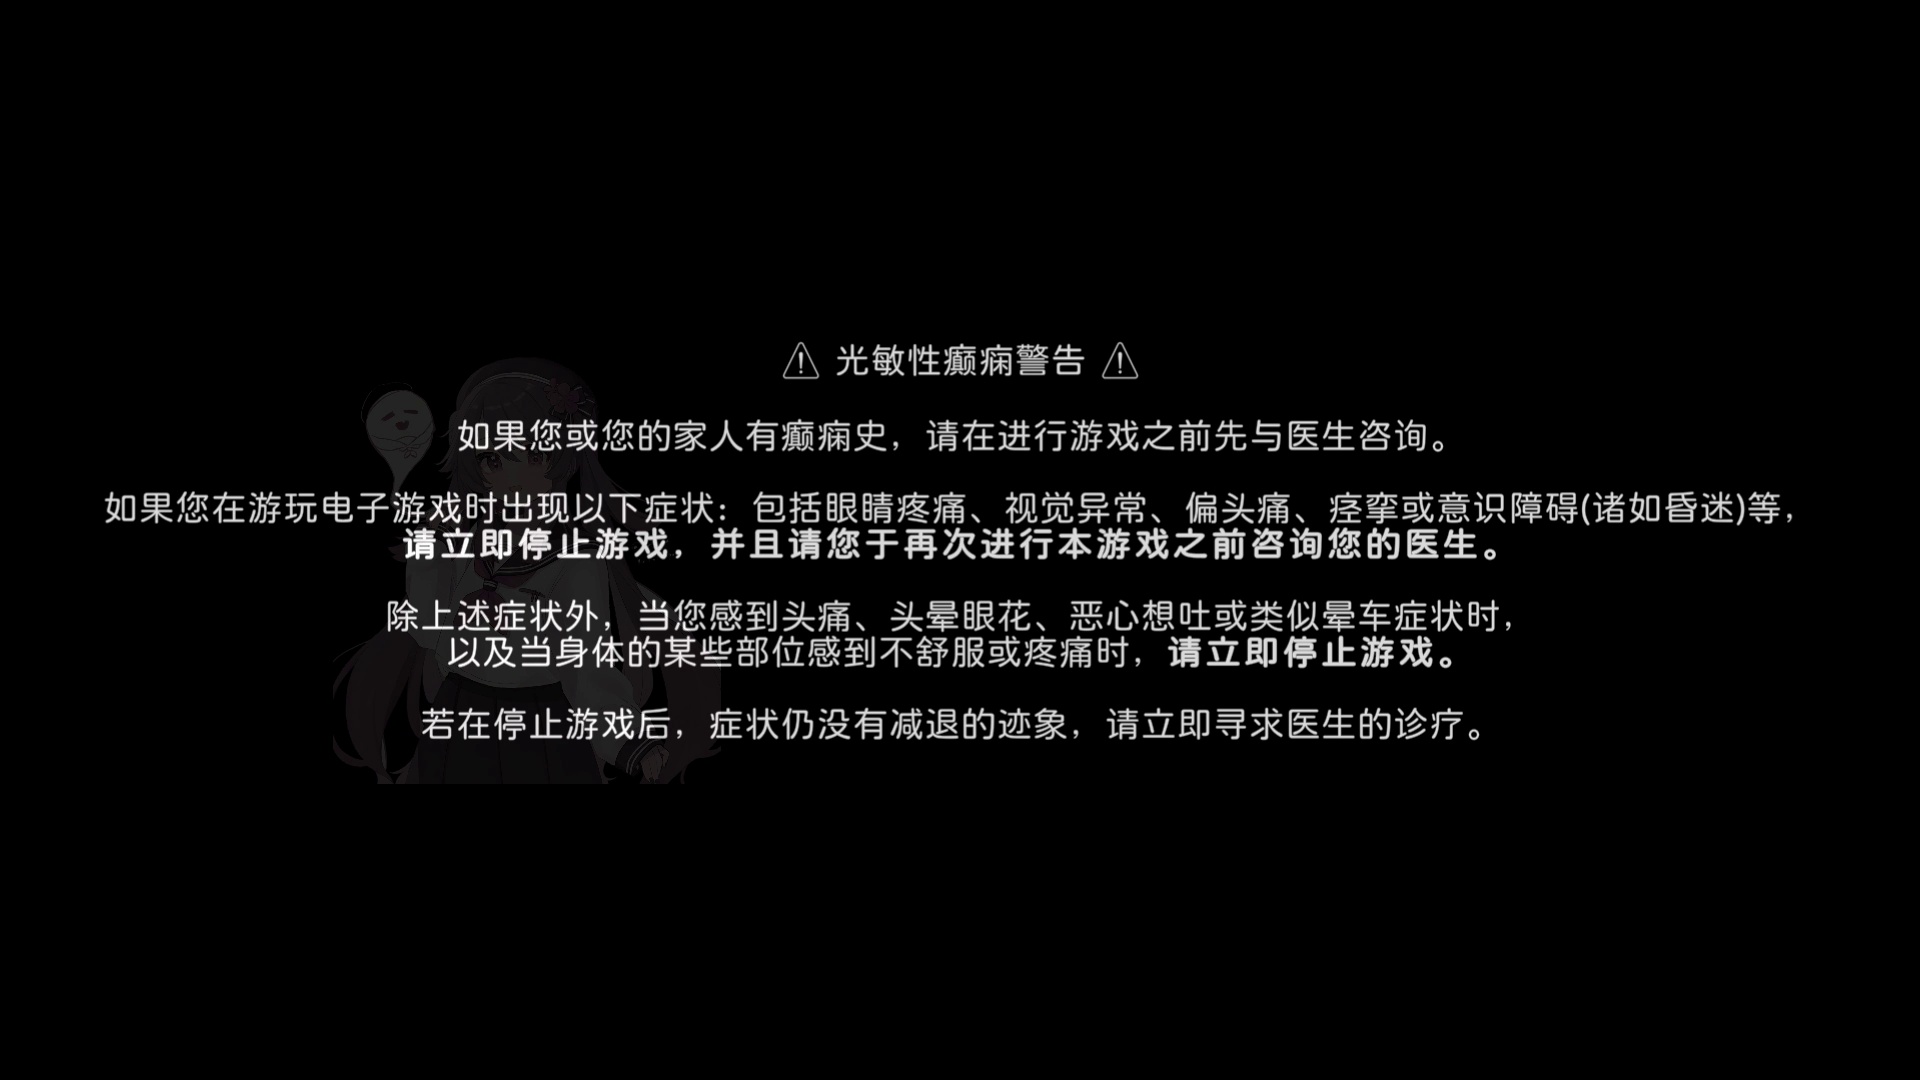 ⚠ 光敏性癫痫警告 ⚠
如果您或您的家人有癫痫史，请在进行游戏之前先与医生咨询。
如果您在游玩电子游戏时出现以下症状：包括眼睛疼痛、视觉异常、偏头痛、痉挛或意识障碍(诸如昏迷)等，
请立即停止游戏，并且请您于再次进行本游戏之前咨询您的医生。
除上述症状外，当您感到头痛、头晕眼花、恶心想吐或类似晕车症状时，
以及当身体的某些部位感到不舒服或疼痛时，请立即停止游戏。
若在停止游戏后，症状仍没有减退的迹象，请立即寻求医生的诊疗。